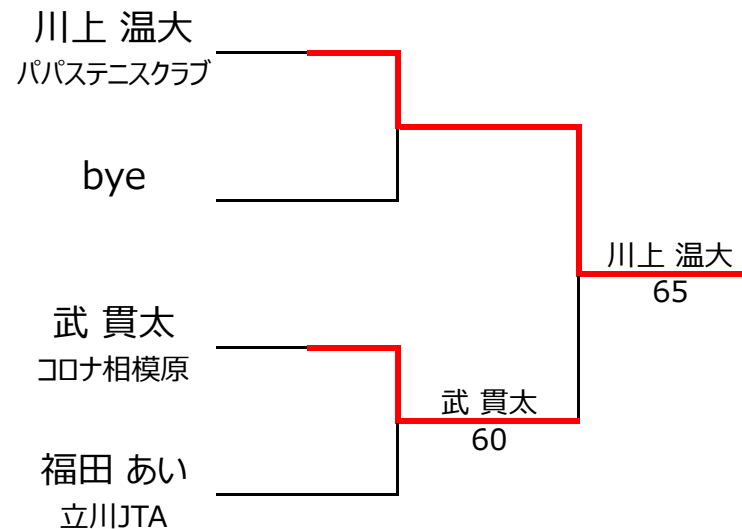 川上 温大
パパステニスクラブ
bye
武 貫太
コロナ相模原
福田 あい
立川JTA
武 貫太
60
川上 温大
65